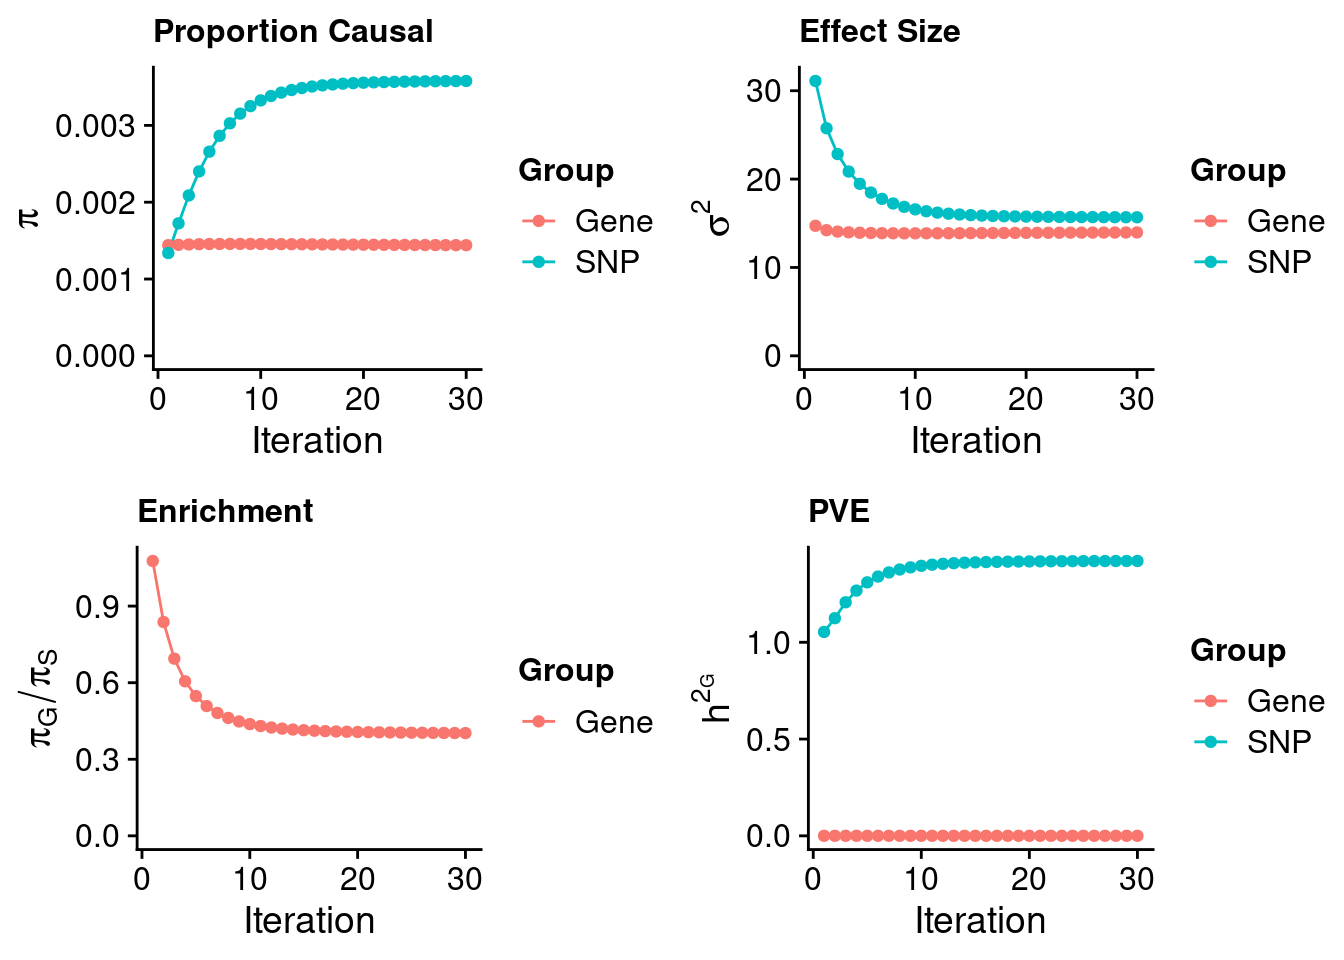 Proportion Causal
π
0.003
0.002
0.001
0.000
0 10 20 30
Iteration
Group
Gene
SNP
Effect Size
σ²
30
20
10
0
0 10 20 30
Iteration
Group
Gene
SNP
Enrichment
πG/πS
0.9
0.6
0.3
0.0
0 10 20 30
Iteration
Group
Gene
PVE
h2G
1.0
0.5
0.0
0 10 20 30
Iteration
Group
Gene
SNP